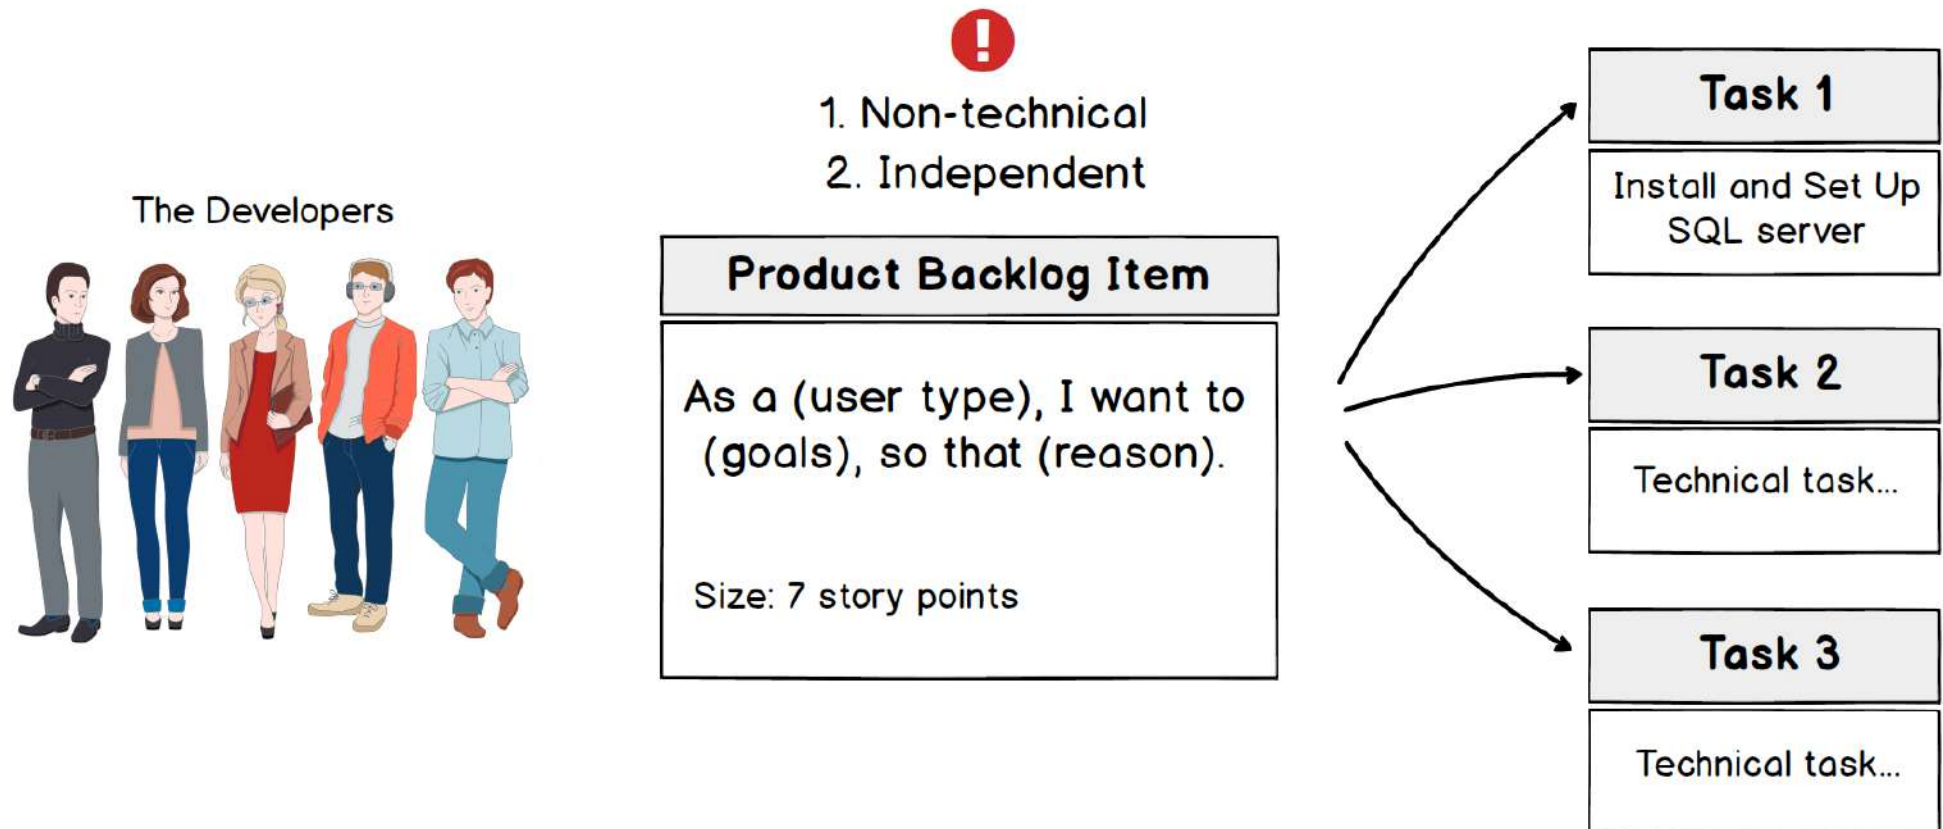 The Developers
!
1. Non-technical
2. Independent
Product Backlog Item
As a (user type), I want to
(goals), so that (reason).
Size: 7 story points
Task 1
Install and Set Up
SQL server
Task 2
Technical task...
Task 3
Technical task...